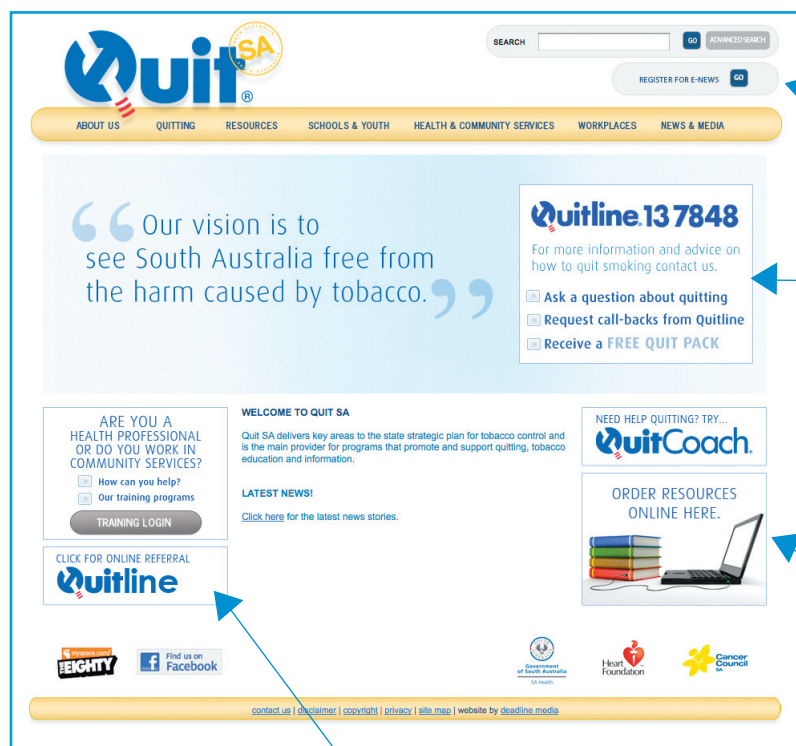 Quit SA ®
QUIT SOUTH AUSTRALIA
SEARCH GO ADVANCED SEARCH
REGISTER FOR E-NEWS GO
ABOUT US QUITTING RESOURCES SCHOOLS & YOUTH HEALTH & COMMUNITY SERVICES WORKPLACES NEWS & MEDIA
“Our vision is to
see South Australia free from
the harm caused by tobacco.”
Quitline. 13 7848
For more information and advice on
how to quit smoking contact us.
Ask a question about quitting
Request call-backs from Quitline
Receive a FREE QUIT PACK
ARE YOU A
HEALTH PROFESSIONAL
OR DO YOU WORK IN
COMMUNITY SERVICES?
How can you help?
Our training programs
TRAINING LOGIN
CLICK FOR ONLINE REFERRAL
Quitline
WELCOME TO QUIT SA
Quit SA delivers key areas to the state strategic plan for tobacco control and
is the main provider for programs that promote and support quitting, tobacco
education and information.
LATEST NEWS!
Click here for the latest news stories.
NEED HELP QUITTING? TRY...
QuitCoach.
ORDER RESOURCES
ONLINE HERE.
myspace.com/
EIGHTY
Find us on
Facebook
Government
of South Australia
SA Health
Heart
Foundation
Cancer
Council
SA
contact us | disclaimer | copyright | privacy | site map | website by deadline media